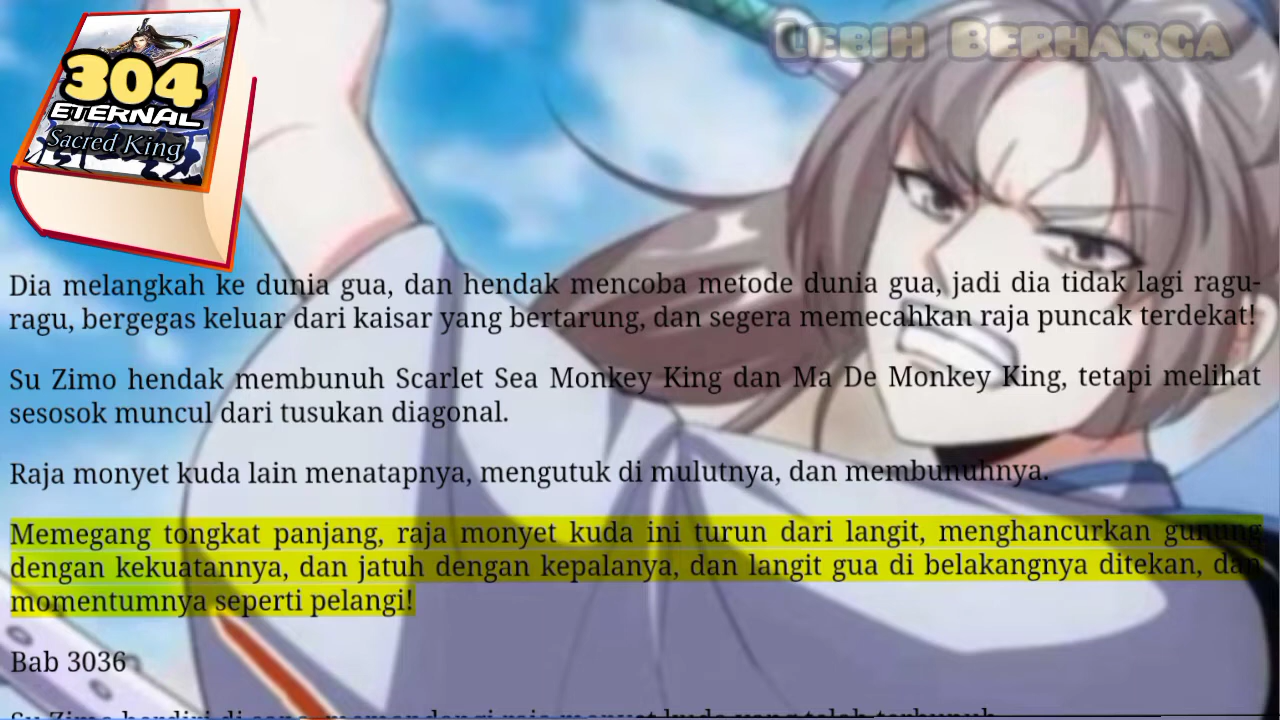 LEBIH BERHARGA
304
ETERNAL
Sacred King
Dia melangkah ke dunia gua, dan hendak mencoba metode dunia gua, jadi dia tidak lagi ragu-
ragu, bergegas keluar dari kaisar yang bertarung, dan segera memecahkan raja puncak terdekat!
Su Zimo hendak membunuh Scarlet Sea Monkey King dan Ma De Monkey King, tetapi melihat
sesosok muncul dari tusukan diagonal.
Raja monyet kuda lain menatapnya, mengutuk di mulutnya, dan membunuhnya.
Memegang tongkat panjang, raja monyet kuda ini turun dari langit, menghancurkan gunung
dengan kekuatannya, dan jatuh dengan kepalanya, dan langit gua di belakangnya ditekan, dan
momentumnya seperti pelangi!
Bab 3036